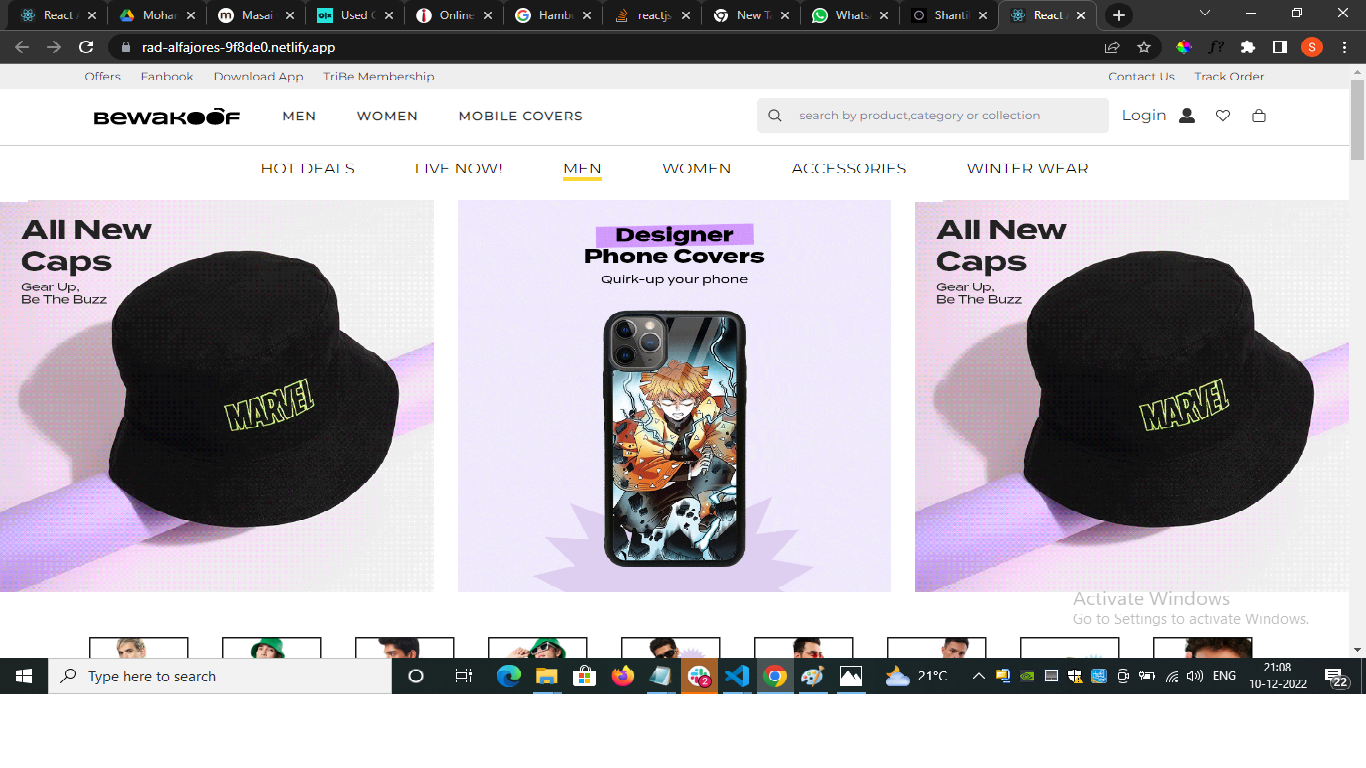 React A
Mohan
Masai
Used C
Online
Hambu
reactjs
New Ta
Whats
Shantil
React A
rad-alfajores-9f8de0.netlify.app
f?
S
Offers Fanbook Download App TriBe Membership Contact Us Track Order
BEWAKOOF MEN WOMEN MOBILE COVERS search by product,category or collection Login
HOT DEALS LIVE NOW! MEN WOMEN ACCESSORIES WINTER WEAR
All New
Caps
Gear Up,
Be The Buzz
MARVEL
Designer
Phone Covers
Quirk-up your phone
All New
Caps
Gear Up,
Be The Buzz
MARVEL
Activate Windows
Go to Settings to activate Windows.
Type here to search
2
21°C
ENG
21:08
10-12-2022
22